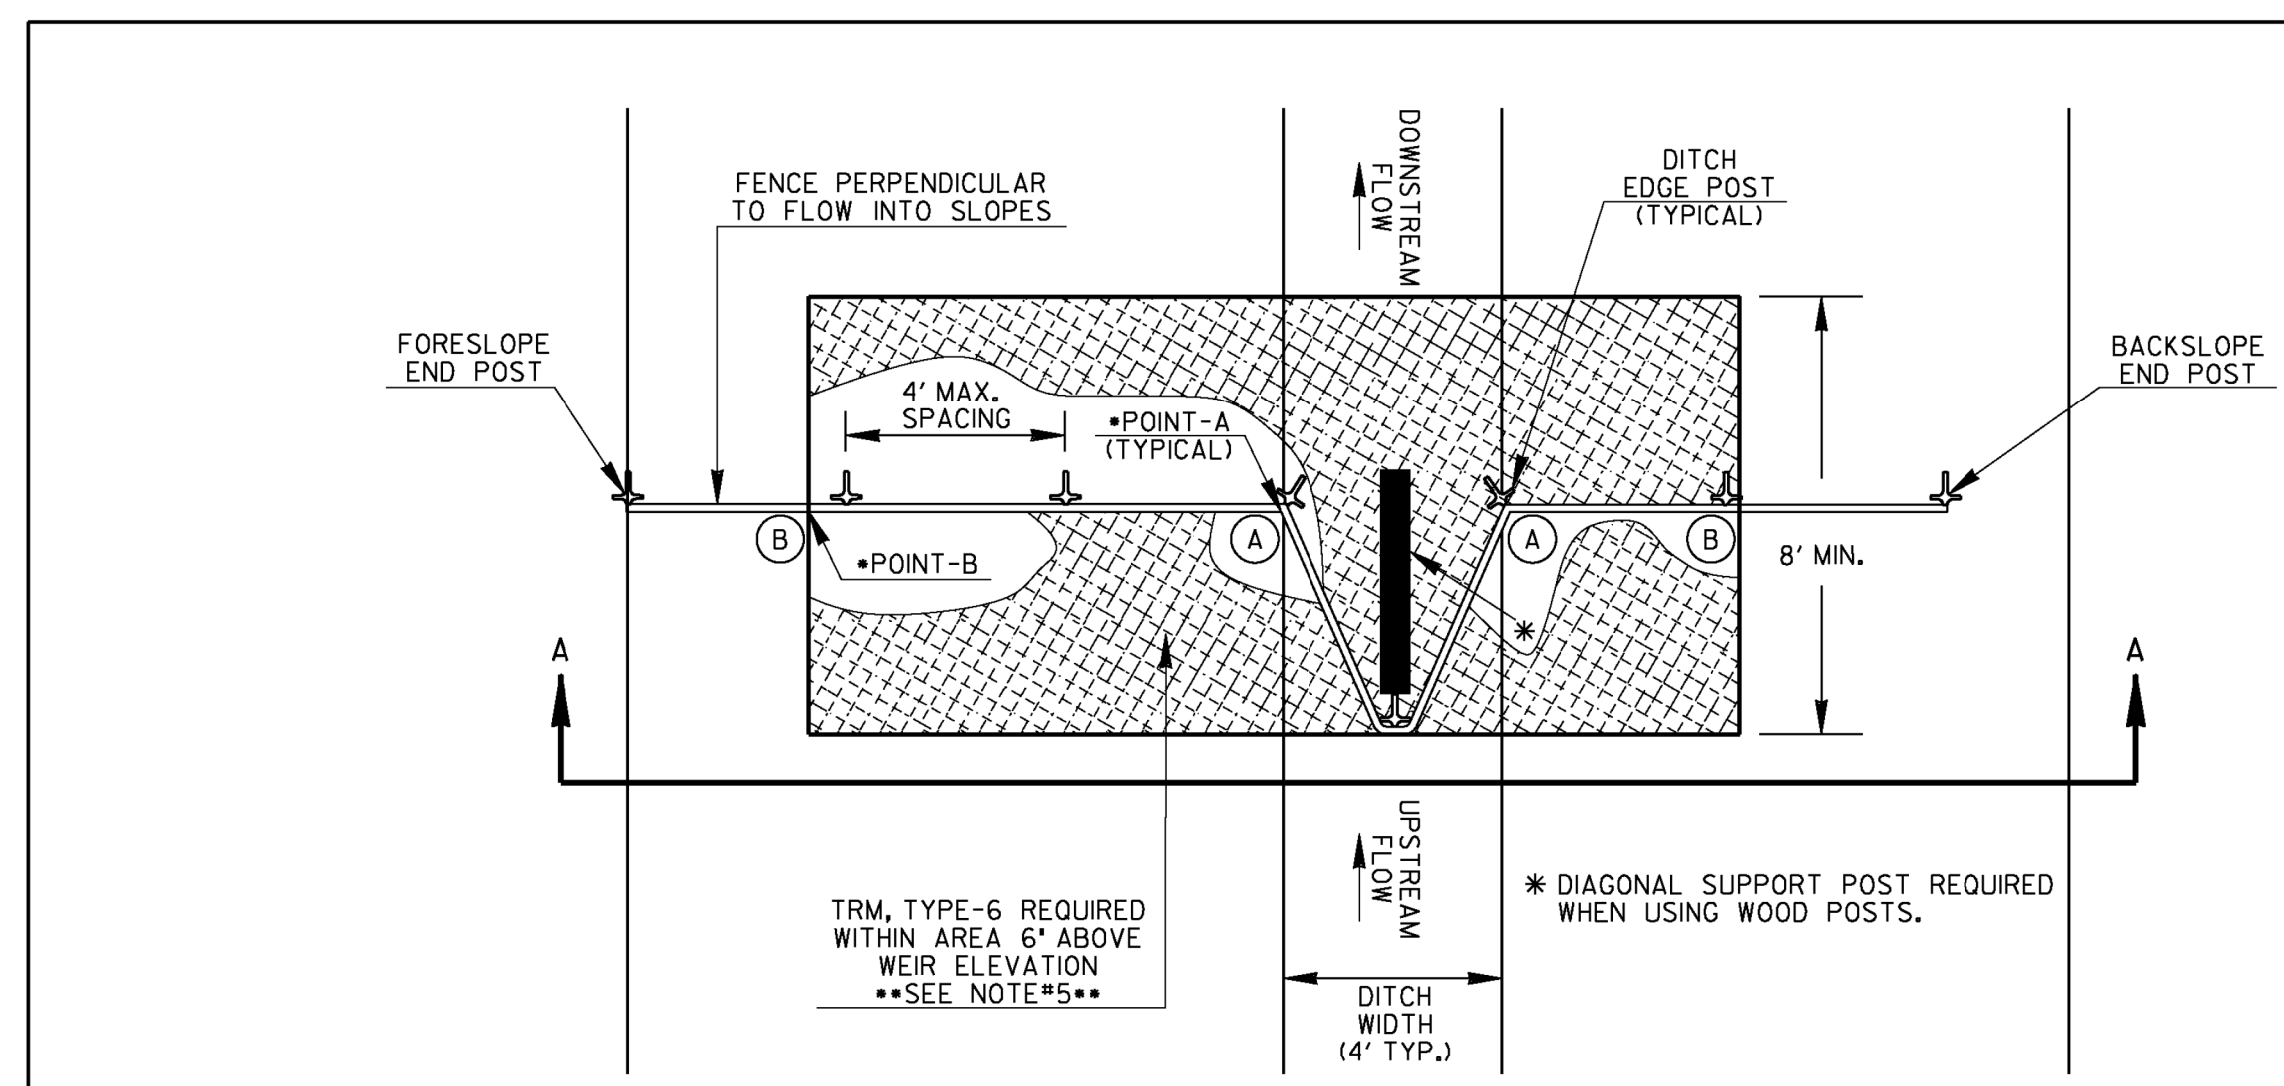 DOWNSTREAM
FLOW
DITCH
EDGE POST
(TYPICAL)
FENCE PERPENDICULAR
TO FLOW INTO SLOPES
FORESLOPE
END POST
BACKSLOPE
END POST
4' MAX.
SPACING
*POINT-A
(TYPICAL)
B
*POINT-B
A
A
B
8' MIN.
*
A
A
UPSTREAM
FLOW
* DIAGONAL SUPPORT POST REQUIRED
WHEN USING WOOD POSTS.
TRM, TYPE-6 REQUIRED
WITHIN AREA 6" ABOVE
WEIR ELEVATION
**SEE NOTE#5**
DITCH
WIDTH
(4' TYP.)